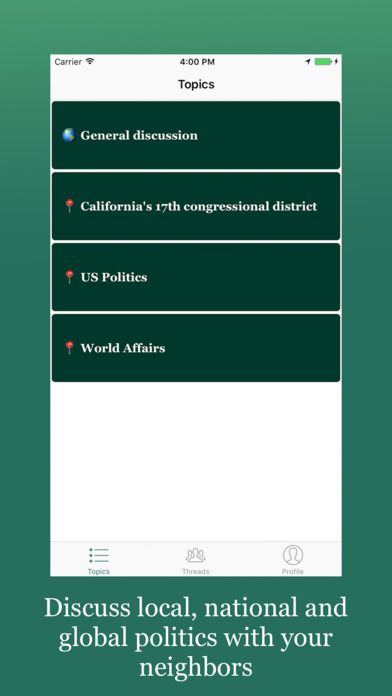 Carrier 4:00 PM
Topics
General discussion
California's 17th congressional district
US Politics
World Affairs
Topics Threads Profile
Discuss local, national and
global politics with your
neighbors